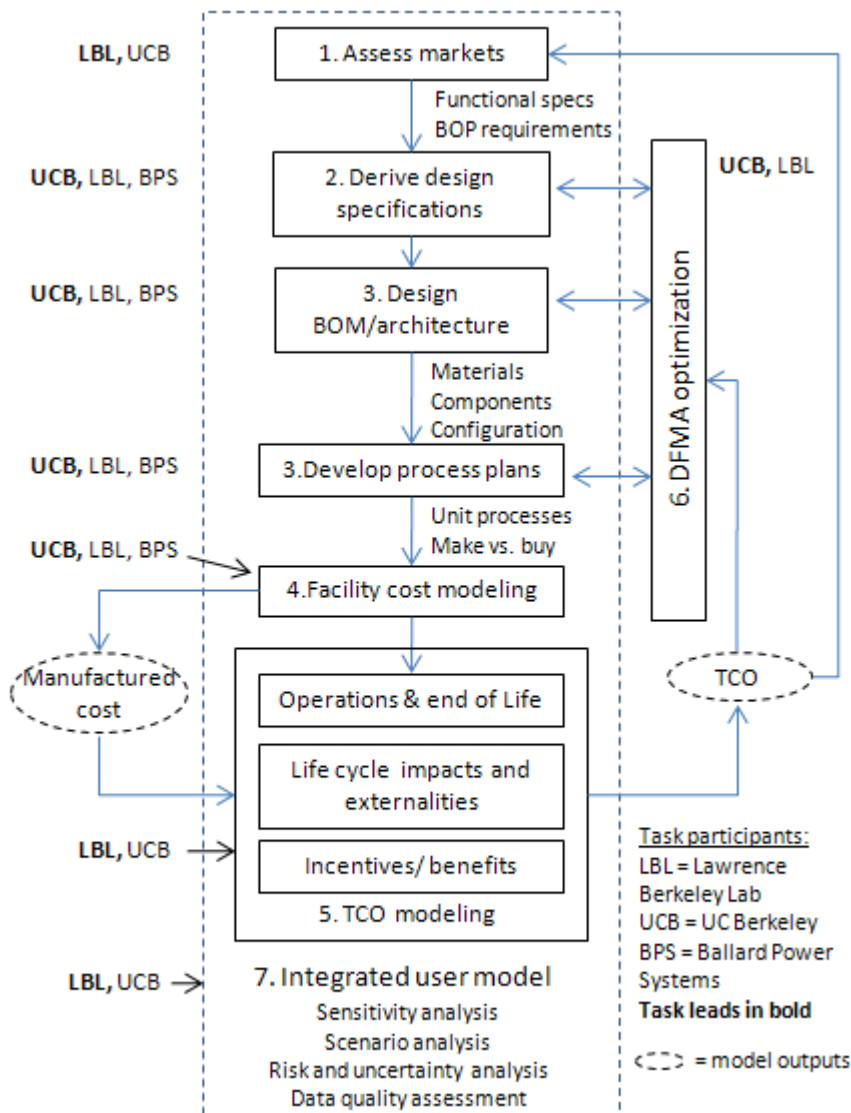 LBL, UCB
1. Assess markets
Functional specs
BOP requirements
UCB, LBL, BPS
2. Derive design
specifications
UCB, LBL
UCB, LBL, BPS
3. Design
BOM/architecture
6. DFMA optimization
Materials
Components
Configuration
UCB, LBL, BPS
3.Develop process plans
Unit processes
Make vs. buy
UCB, LBL, BPS
4.Facility cost modeling
Manufactured
cost
Operations & end of Life
TCO
Life cycle impacts and
externalities
LBL, UCB
Incentives/ benefits
5. TCO modeling
Task participants:
LBL = Lawrence
Berkeley Lab
UCB = UC Berkeley
BPS = Ballard Power
Systems
Task leads in bold
= model outputs
LBL, UCB
7. Integrated user model
Sensitivity analysis
Scenario analysis
Risk and uncertainty analysis
Data quality assessment